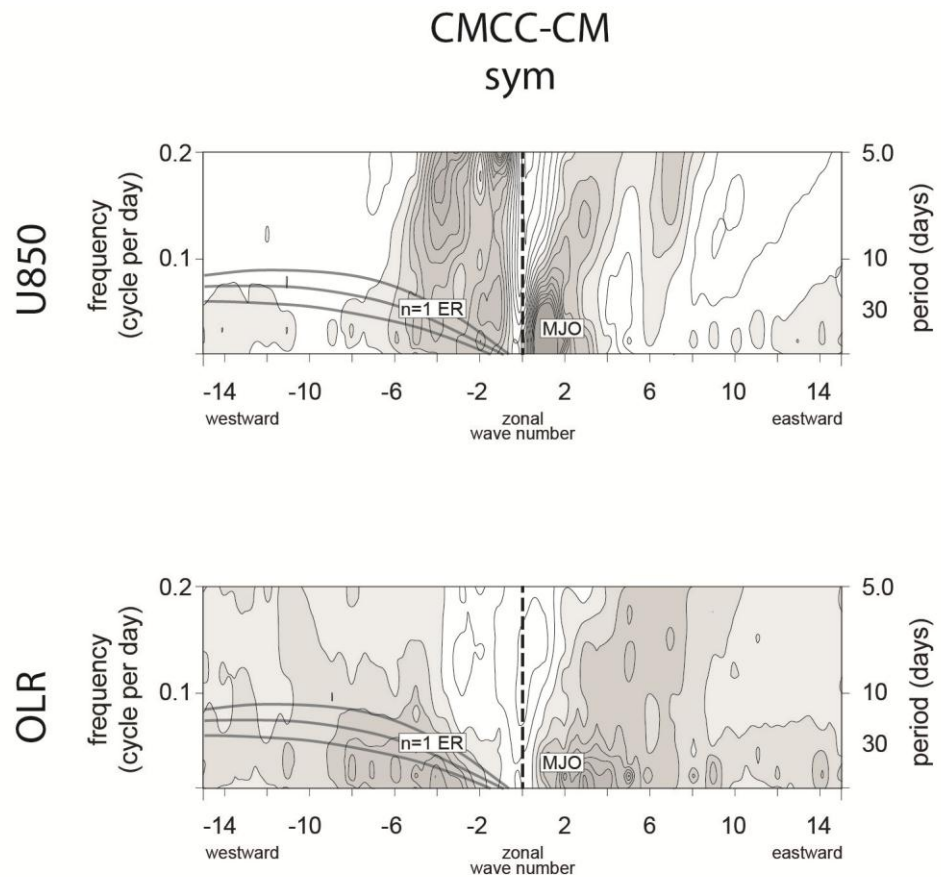 CMCC-CM
sym
U850
frequency
(cycle per day)
0.2
0.1
n=1 ER
MJO
5.0
10
30
period (days)
-14 -10 -6 -2 2 6 10 14
westward zonal eastward
wave number
OLR
frequency
(cycle per day)
0.2
0.1
n=1 ER
MJO
5.0
10
30
period (days)
-14 -10 -6 -2 2 6 10 14
westward zonal eastward
wave number